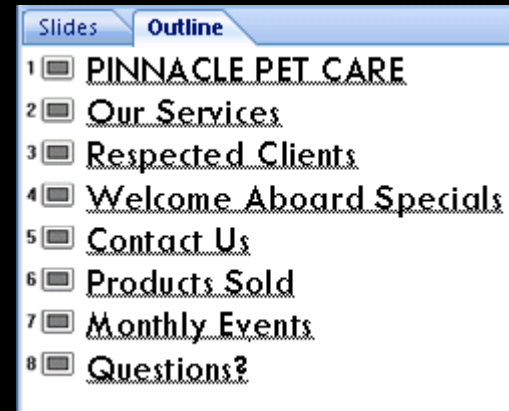 Slides Outline
1 PINNACLE PET CARE
2 Our Services
3 Respected Clients
4 Welcome Aboard Specials
5 Contact Us
6 Products Sold
7 Monthly Events
8 Questions?